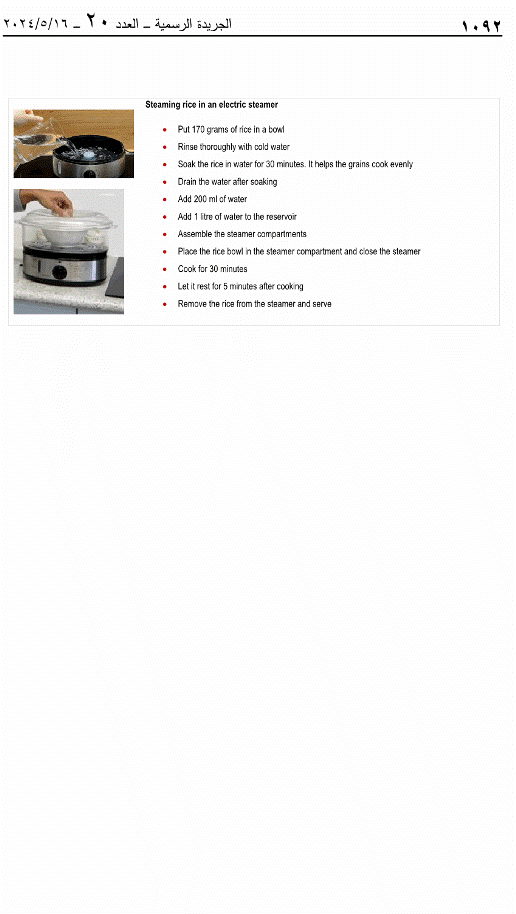 ١٠٩٢
الجريدة الرسمية ــ العدد ٢٠ ــ ٢٠٢٤/٥/١٦
Steaming rice in an electric steamer
• Put 170 grams of rice in a bowl
• Rinse thoroughly with cold water
• Soak the rice in water for 30 minutes. It helps the grains cook evenly
• Drain the water after soaking
• Add 200 ml of water
• Add 1 litre of water to the reservoir
• Assemble the steamer compartments
• Place the rice bowl in the steamer compartment and close the steamer
• Cook for 30 minutes
• Let it rest for 5 minutes after cooking
• Remove the rice from the steamer and serve